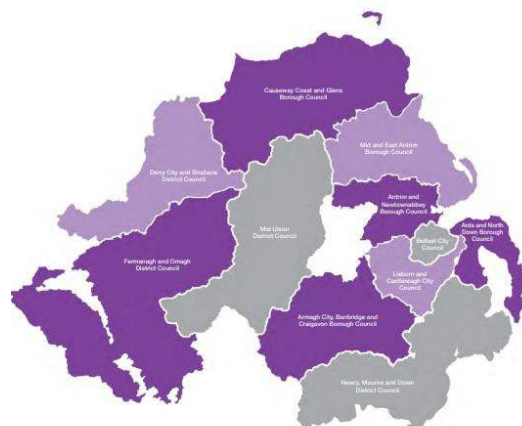 Causeway Coast and Glens
Borough Council
Mid and East Antrim
Borough Council
Derry City and Strabane
District Council
Antrim and
Newtownabbey
Borough Council
Ards and North
Down Borough
Council
Mid-Ulster
District Council
Belfast City
Council
Fermanagh and Omagh
District Council
Lisburn and
Castlereagh City
Council
Armagh City, Banbridge and
Craigavon Borough Council
Newry, Mourne and Down
District Council